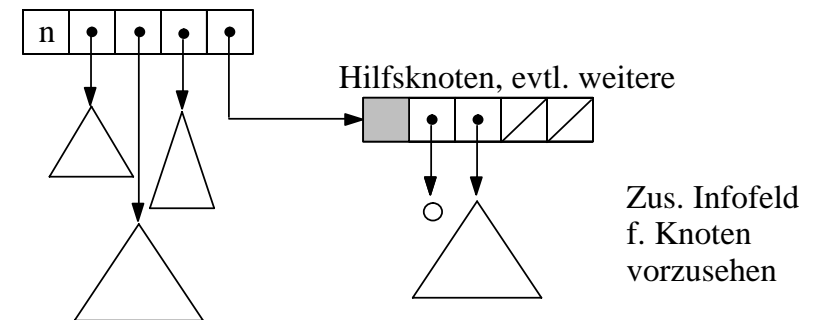 n
Hilfsknoten, evtl. weitere
Zus. Infofeld
f. Knoten
vorzusehen